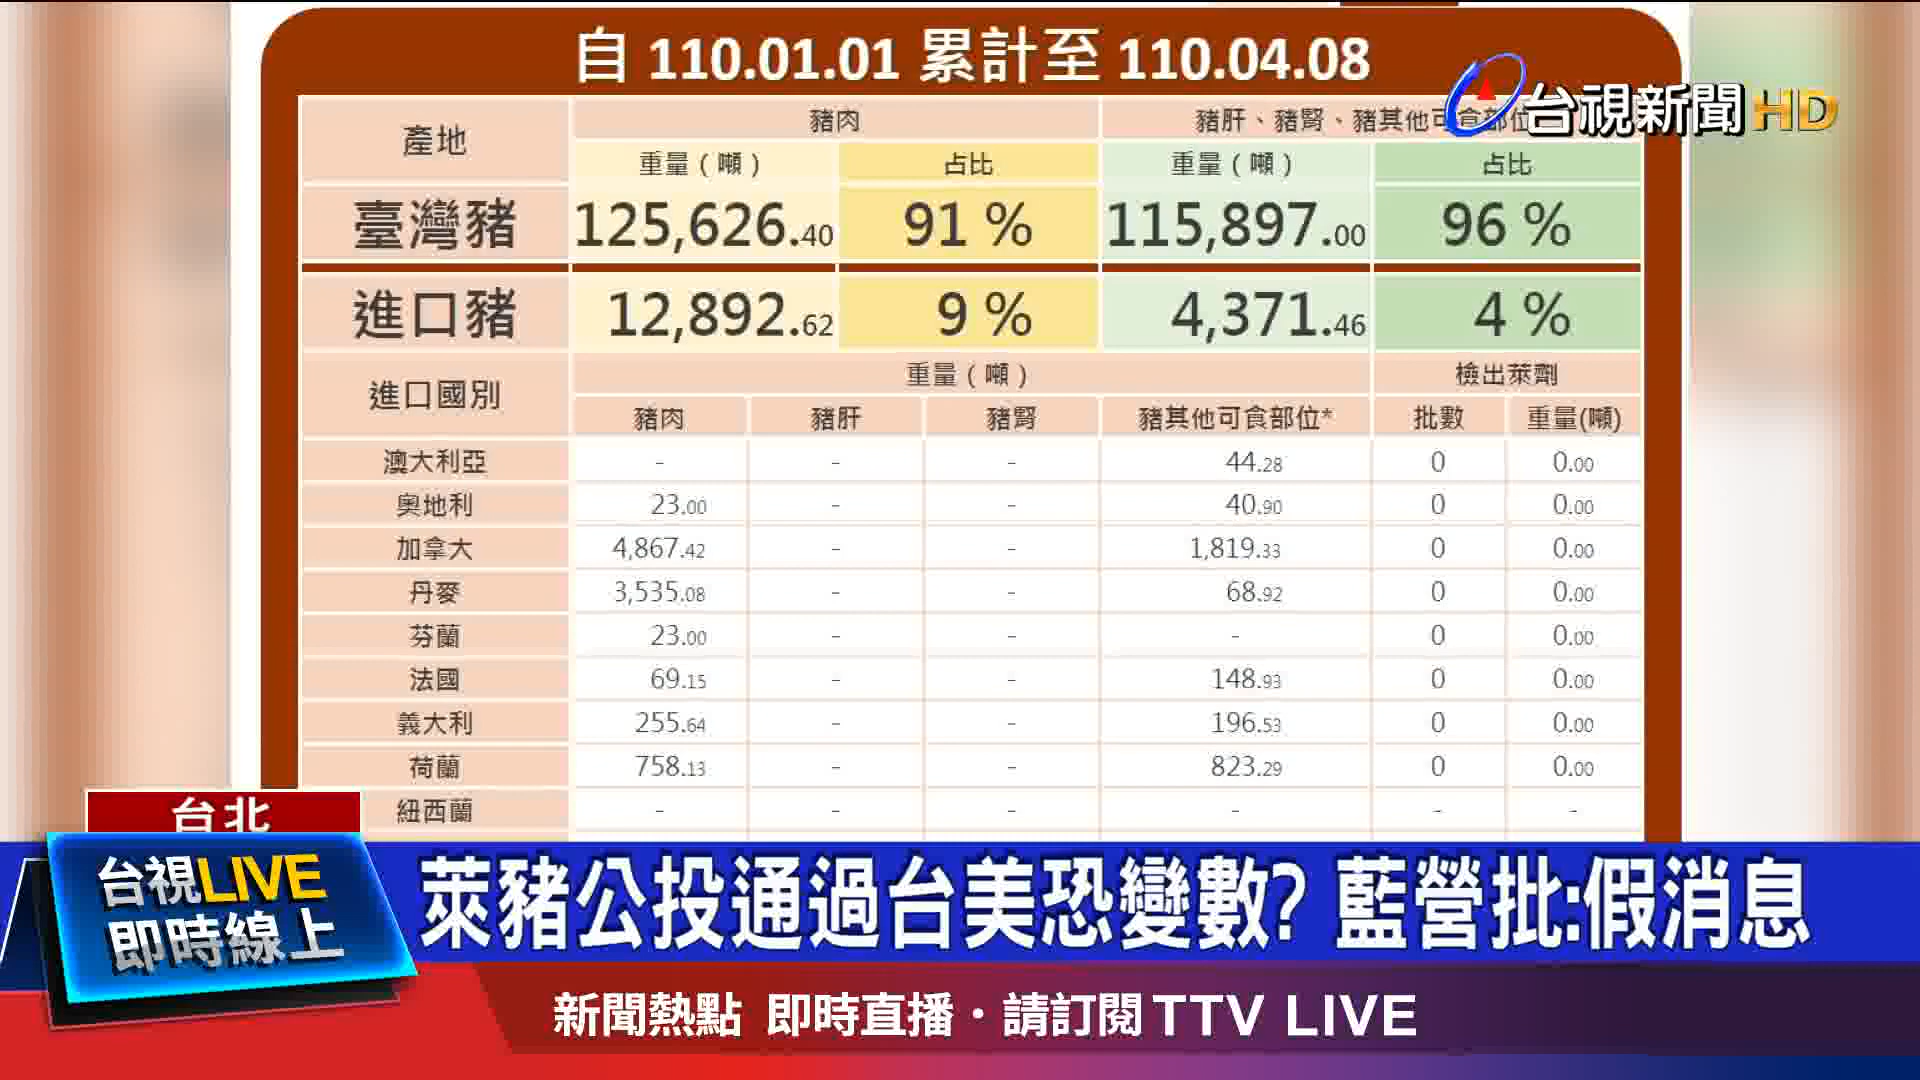 自 110.01.01 累計至 110.04.08
台視新聞HD
產地 豬肉 豬肝、豬腎、豬其他可食部位
重量（噸） 占比 重量（噸） 占比
臺灣豬 125,626.40 91 % 115,897.00 96 %
進口豬 12,892.62 9 % 4,371.46 4 %
進口國別 重量（噸） 檢出萊劑
豬肉 豬肝 豬腎 豬其他可食部位* 批數 重量(噸)
澳大利亞 - - - 44.28 0 0.00
奧地利 23.00 - - 40.90 0 0.00
加拿大 4,867.42 - - 1,819.33 0 0.00
丹麥 3,535.08 - - 68.92 0 0.00
芬蘭 23.00 - - - 0 0.00
法國 69.15 - - 148.93 0 0.00
義大利 255.64 - - 196.53 0 0.00
荷蘭 758.13 - - 823.29 0 0.00
紐西蘭 - - - - - -
台北
台視LIVE
即時線上
萊豬公投通過台美恐變數? 藍營批:假消息
新聞熱點 即時直播・請訂閱TTV LIVE